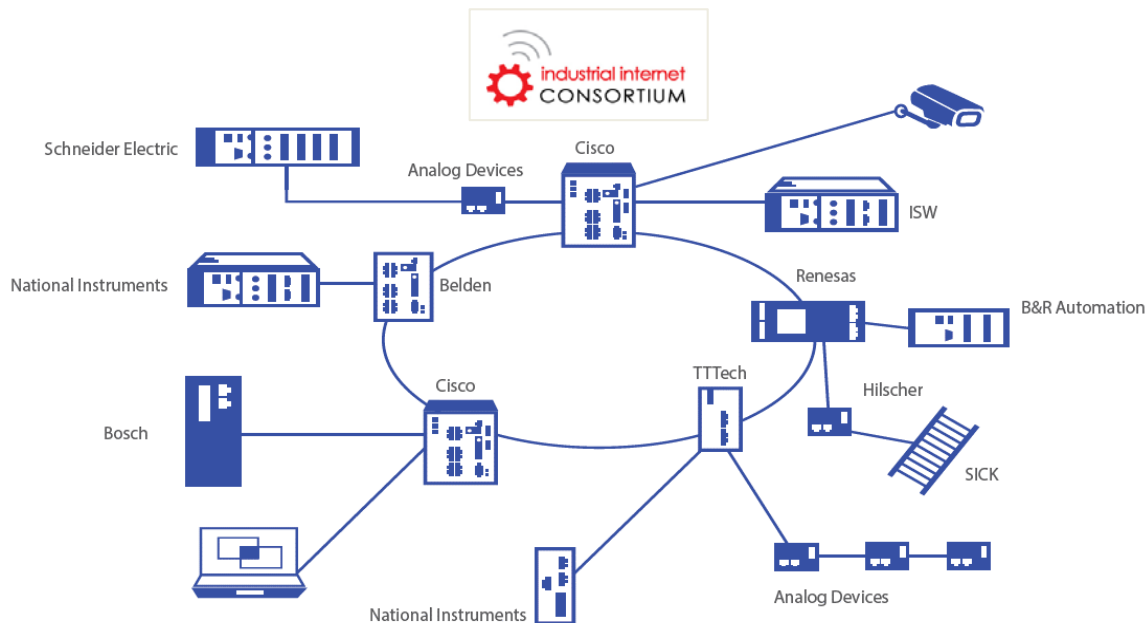 industrial internet
CONSORTIUM
Schneider Electric
Cisco
Analog Devices
ISW
National Instruments
Belden
Renesas
B&R Automation
TTTech
Cisco
Hilscher
Bosch
SICK
Analog Devices
National Instruments